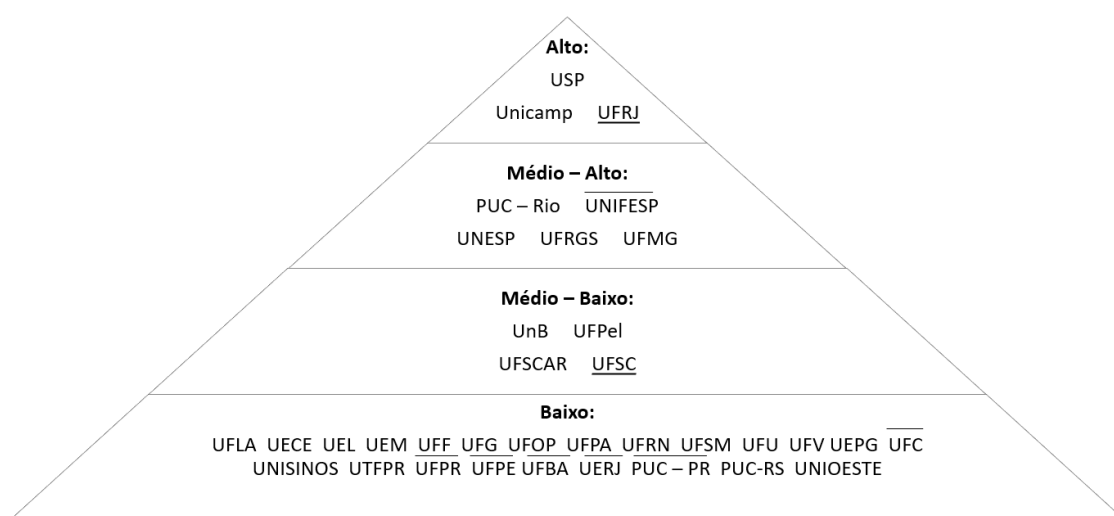 Alto:
USP
Unicamp UFRJ
Médio – Alto:
PUC – Rio UNIFESP
UNESP UFRGS UFMG
Médio – Baixo:
UnB UFPel
UFSCAR UFSC
Baixo:
UFLA UECE UEL UEM UFF UFG UFOP UFPA UFRN UFSM UFU UFV UEPG UFC
UNISINOS UTFPR UFPR UFPE UFBA UERJ PUC – PR PUC-RS UNIOESTE